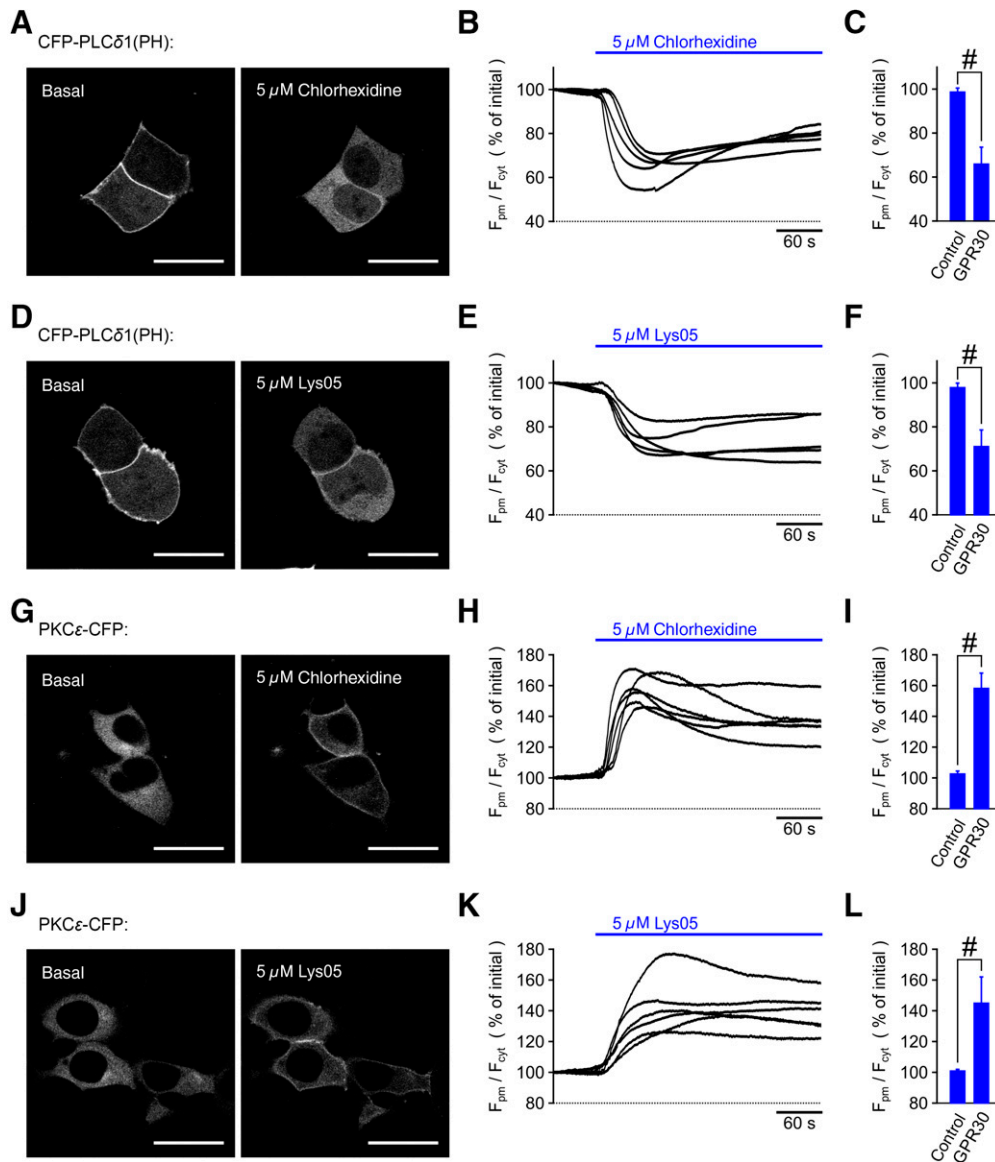 A
CFP-PLCδ1(PH):
Basal
5 µM Chlorhexidine
B
5 µM Chlorhexidine
Fpm / Fcyt ( % of initial )
100
80
60
40
60 s
C
#
Fpm / Fcyt ( % of initial )
100
80
60
40
Control
GPR30
D
CFP-PLCδ1(PH):
Basal
5 µM Lys05
E
5 µM Lys05
Fpm / Fcyt ( % of initial )
100
80
60
40
60 s
F
#
Fpm / Fcyt ( % of initial )
100
80
60
40
Control
GPR30
G
PKCε-CFP:
Basal
5 µM Chlorhexidine
H
5 µM Chlorhexidine
Fpm / Fcyt ( % of initial )
180
160
140
120
100
80
60 s
I
#
Fpm / Fcyt ( % of initial )
180
160
140
120
100
80
Control
GPR30
J
PKCε-CFP:
Basal
5 µM Lys05
K
5 µM Lys05
Fpm / Fcyt ( % of initial )
180
160
140
120
100
80
60 s
L
#
Fpm / Fcyt ( % of initial )
180
160
140
120
100
80
Control
GPR30